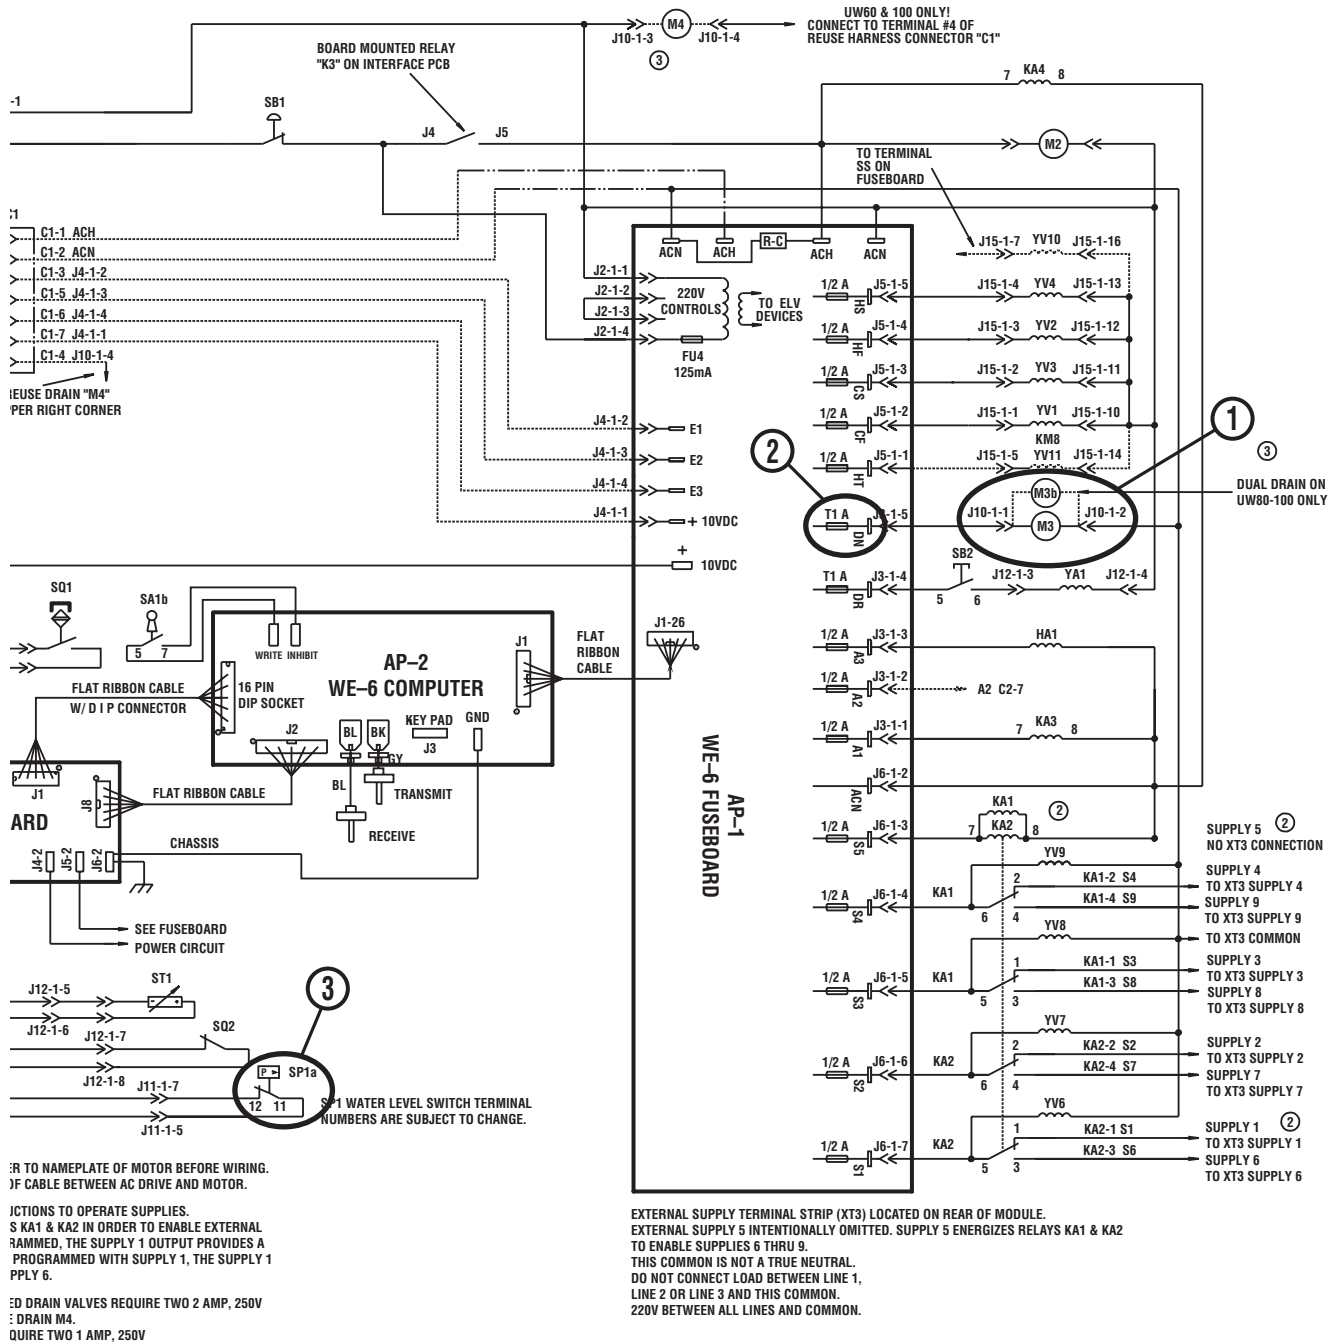 UW60 & 100 ONLY!
CONNECT TO TERMINAL #4 OF
REUSE HARNESS CONNECTOR "C1"
M4
J10-1-3
J10-1-4
3
BOARD MOUNTED RELAY
"K3" ON INTERFACE PCB
7 KA4 8
-1
SB1
J4
J5
M2
TO TERMINAL
SS ON
FUSEBOARD
C1-1 ACH
C1-2 ACN
C1-3 J4-1-2
C1-5 J4-1-3
C1-6 J4-1-4
C1-7 J4-1-1
C1-4 J10-1-4
REUSE DRAIN "M4"
PER RIGHT CORNER
ACN
ACH
R-C
ACH
ACN
J2-1-1
J2-1-2
J2-1-3
J2-1-4
220V
CONTROLS
TO ELV
DEVICES
FU4
125mA
J15-1-7 YV10 J15-1-16
1/2 A HS J5-1-5
J15-1-4 YV4 J15-1-13
1/2 A HF J5-1-4
J15-1-3 YV2 J15-1-12
1/2 A CS J5-1-3
J15-1-2 YV3 J15-1-11
1/2 A CF J5-1-2
J15-1-1 YV1 J15-1-10
KM8
1/2 A HT J5-1-1
J15-1-5 YV11 J15-1-14
1
2
3
DUAL DRAIN ON
UW80-100 ONLY
J4-1-2 E1
J4-1-3 E2
J4-1-4 E3
J4-1-1 + 10VDC
+
10VDC
T1 A DN
J10-1-1 M3b M3 J10-1-2
SB2
T1 A DR J3-1-4
5 6
J12-1-3 YA1 J12-1-4
SQ1
SA1b
5 7
WRITE INHIBIT
AP–2
WE–6 COMPUTER
J1
FLAT
RIBBON
CABLE
J1-26
FLAT RIBBON CABLE
W/ D I P CONNECTOR
16 PIN
DIP SOCKET
J2
BL
BK
KEY PAD
J3
GND
GY
BL
TRANSMIT
RECEIVE
J1
J8
FLAT RIBBON CABLE
ARD
J4-2
J5-2
J6-2
CHASSIS
SEE FUSEBOARD
POWER CIRCUIT
AP–1
WE–6 FUSEBOARD
1/2 A A3 J3-1-3
HA1
1/2 A A2 J3-1-2
A2 C2-7
1/2 A A1 J3-1-1
7 KA3 8
ACN J6-1-2
KA1
2
1/2 A S5 J6-1-3
7 KA2 8
SUPPLY 5 2
NO XT3 CONNECTION
YV9
1/2 A S4 J6-1-4
KA1
6 2 4
KA1-2 S4
KA1-4 S9
SUPPLY 4
TO XT3 SUPPLY 4
SUPPLY 9
TO XT3 SUPPLY 9
YV8
TO XT3 COMMON
1/2 A S3 J6-1-5
KA1
5 1 3
KA1-1 S3
KA1-3 S8
SUPPLY 3
TO XT3 SUPPLY 3
SUPPLY 8
TO XT3 SUPPLY 8
YV7
1/2 A S2 J6-1-6
KA2
6 2 4
KA2-2 S2
KA2-4 S7
SUPPLY 2
TO XT3 SUPPLY 2
SUPPLY 7
TO XT3 SUPPLY 7
YV6
1/2 A S1 J6-1-7
KA2
5 1 3
KA2-1 S1
KA2-3 S6
SUPPLY 1 2
TO XT3 SUPPLY 1
SUPPLY 6
TO XT3 SUPPLY 6
J12-1-5
ST1
J12-1-6
J12-1-7
SQ2
J12-1-8
3
P SP1a
J11-1-7
12 11
J11-1-5
SP1 WATER LEVEL SWITCH TERMINAL
NUMBERS ARE SUBJECT TO CHANGE.
ER TO NAMEPLATE OF MOTOR BEFORE WIRING.
OF CABLE BETWEEN AC DRIVE AND MOTOR.
UCTIONS TO OPERATE SUPPLIES.
S KA1 & KA2 IN ORDER TO ENABLE EXTERNAL
RAMMED, THE SUPPLY 1 OUTPUT PROVIDES A
PROGRAMMED WITH SUPPLY 1, THE SUPPLY 1
PPLY 6.
ED DRAIN VALVES REQUIRE TWO 2 AMP, 250V
E DRAIN M4.
QUIRE TWO 1 AMP, 250V
EXTERNAL SUPPLY TERMINAL STRIP (XT3) LOCATED ON REAR OF MODULE.
EXTERNAL SUPPLY 5 INTENTIONALLY OMITTED. SUPPLY 5 ENERGIZES RELAYS KA1 & KA2
TO ENABLE SUPPLIES 6 THRU 9.
THIS COMMON IS NOT A TRUE NEUTRAL.
DO NOT CONNECT LOAD BETWEEN LINE 1,
LINE 2 OR LINE 3 AND THIS COMMON.
220V BETWEEN ALL LINES AND COMMON.